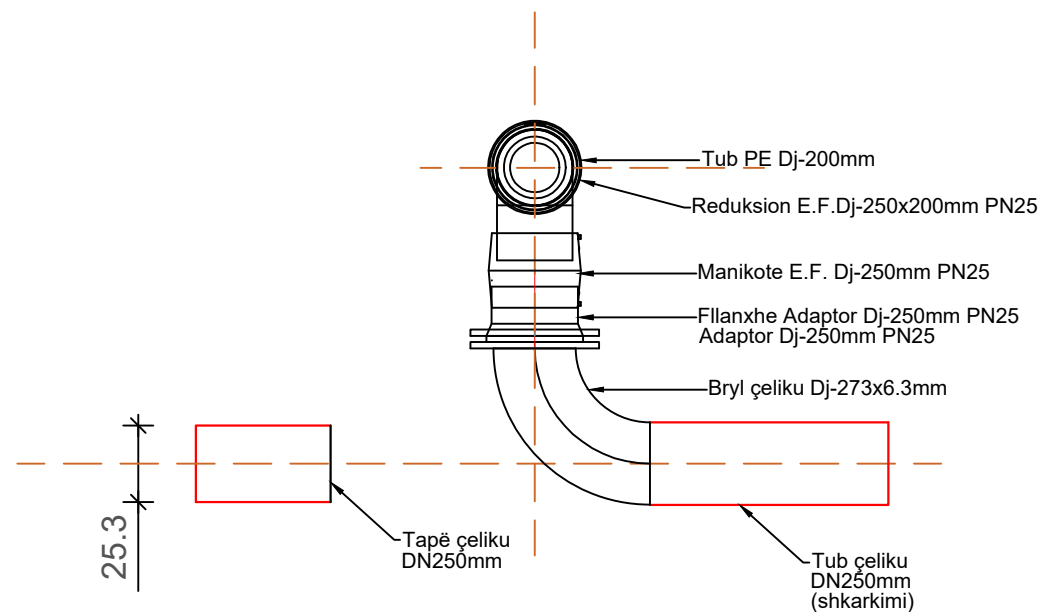 Tub PE Dj-200mm
Reduksion E.F.Dj-250x200mm PN25
Manikote E.F. Dj-250mm PN25
Fllanxhe Adaptor Dj-250mm PN25
Adaptor Dj-250mm PN25
Bryl çeliku Dj-273x6.3mm
25.3
Tapë çeliku
DN250mm
Tub çeliku
DN250mm
(shkarkimi)